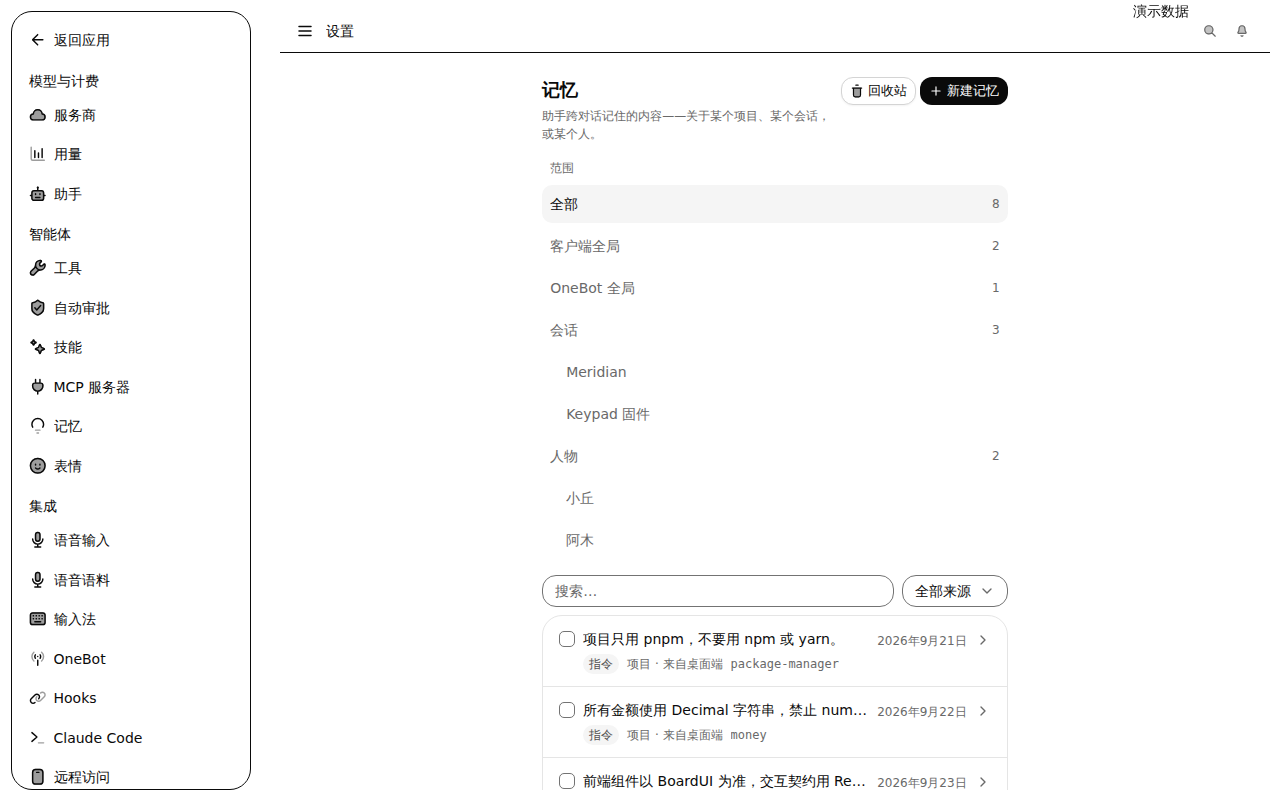 返回应用
模型与计费
服务商
用量
助手
智能体
工具
自动审批
技能
MCP 服务器
记忆
表情
集成
语音输入
语音语料
输入法
OneBot
Hooks
Claude Code
远程访问
设置
演示数据
记忆
助手跨对话记住的内容——关于某个项目、某个会话，
或某个人。
回收站
新建记忆
范围
全部 8
客户端全局 2
OneBot 全局 1
会话 3
Meridian
Keypad 固件
人物 2
小丘
阿木
搜索…
全部来源
项目只用 pnpm，不要用 npm 或 yarn。 2026年9月21日
指令 项目 · 来自桌面端 package-manager
所有金额使用 Decimal 字符串，禁止 num… 2026年9月22日
指令 项目 · 来自桌面端 money
前端组件以 BoardUI 为准，交互契约用 Re… 2026年9月23日